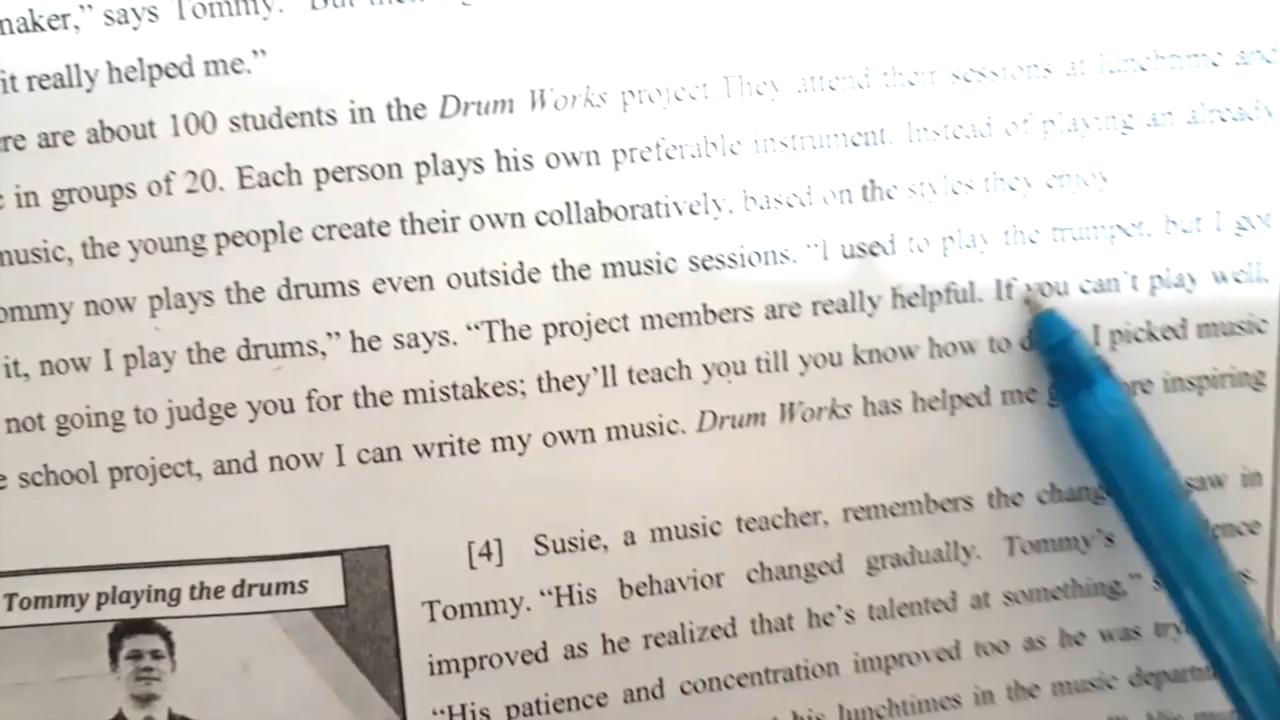 naker,” says Tommy.
it really helped me.”
re are about 100 students in the Drum Works project. They attend their sessions at lunchtime and
in groups of 20. Each person plays his own preferable instrument. Instead of playing an already
music, the young people create their own collaboratively, based on the styles they enjoy
ommy now plays the drums even outside the music sessions. “I used to play the trumpet, but I got
it, now I play the drums,” he says. “The project members are really helpful. If you can’t play well,
not going to judge you for the mistakes; they’ll teach you till you know how to I picked music
e school project, and now I can write my own music. Drum Works has helped me re inspiring
[4] Susie, a music teacher, remembers the chang saw in
Tommy. “His behavior changed gradually. Tommy’s ence
improved as he realized that he’s talented at something,” s
“His patience and concentration improved too as he was try
his lunchtimes in the music departm
Tommy playing the drums